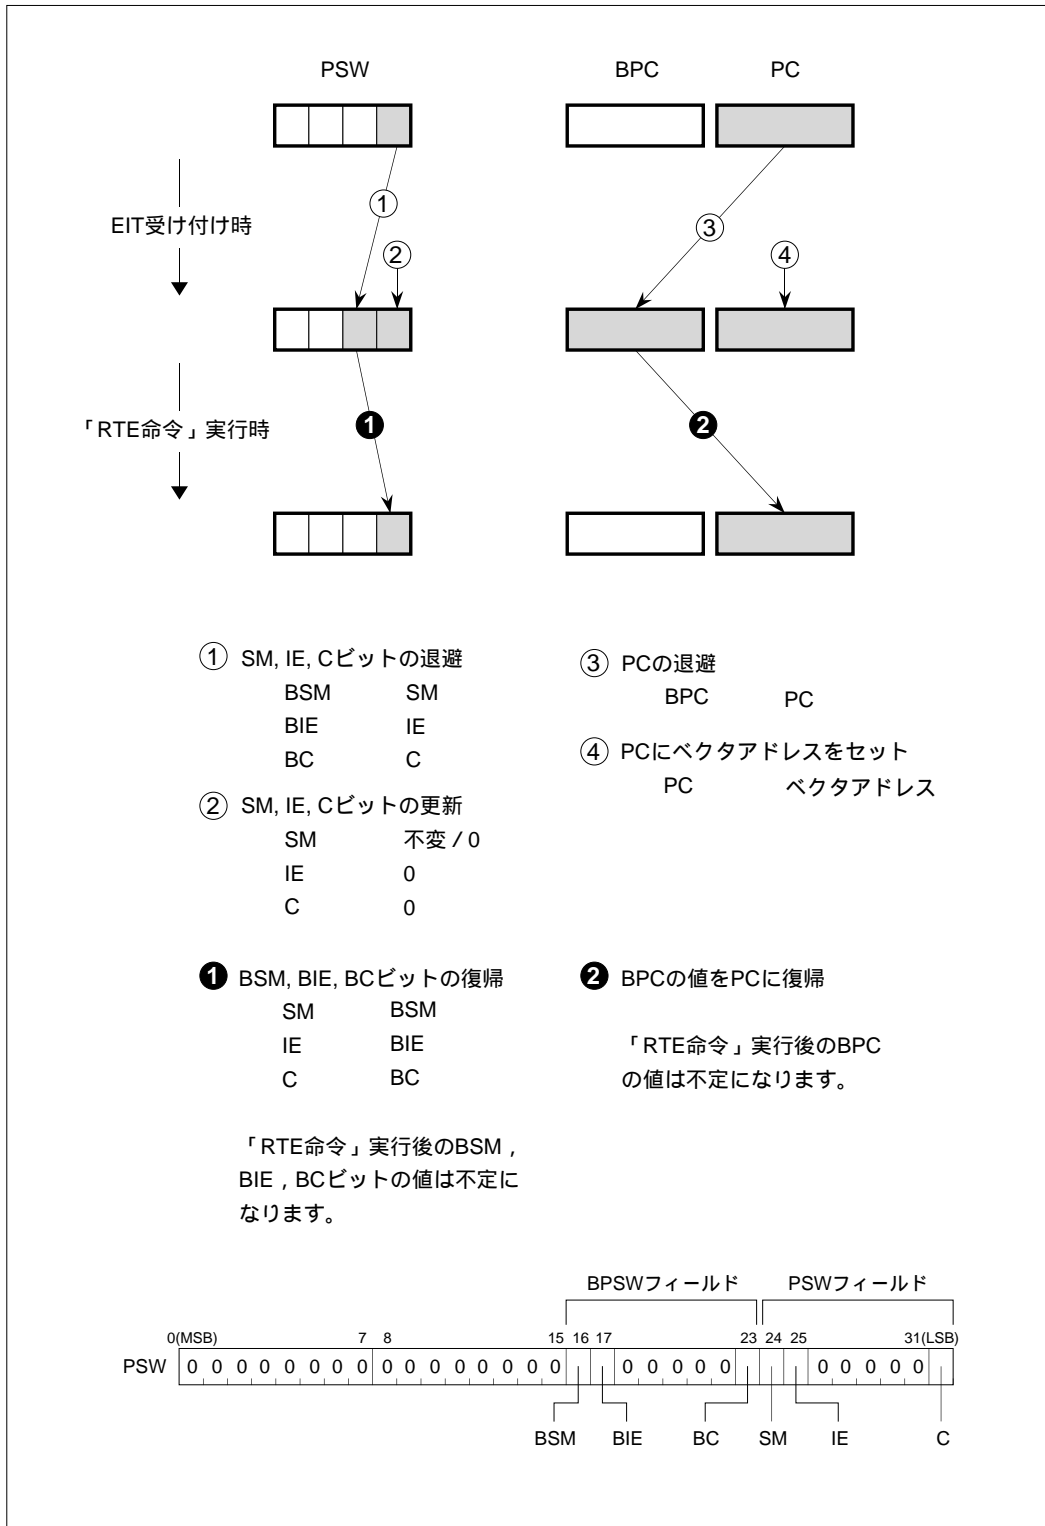 PSW BPC PC
①
EIT受け付け時
③
② ④
「RTE命令」実行時
❶ ❷
① SM, IE, Cビットの退避
BSM SM
BIE IE
BC C
② SM, IE, Cビットの更新
SM 不変 / 0
IE 0
C 0
③ PCの退避
BPC PC
④ PCにベクタアドレスをセット
PC ベクタアドレス
❶ BSM, BIE, BCビットの復帰
SM BSM
IE BIE
C BC
「RTE命令」実行後のBSM ,
BIE , BCビットの値は不定に
なります。
❷ BPCの値をPCに復帰
「RTE命令」実行後のBPC
の値は不定になります。
BPSWフィールド PSWフィールド
0(MSB) 7 8 15 16 17 23 24 25 31(LSB)
PSW 0 0 0 0 0 0 0 0 0 0 0 0 0 0 0 0 0 0 0 0 0 0 0 0 0 0
BSM BIE BC SM IE C